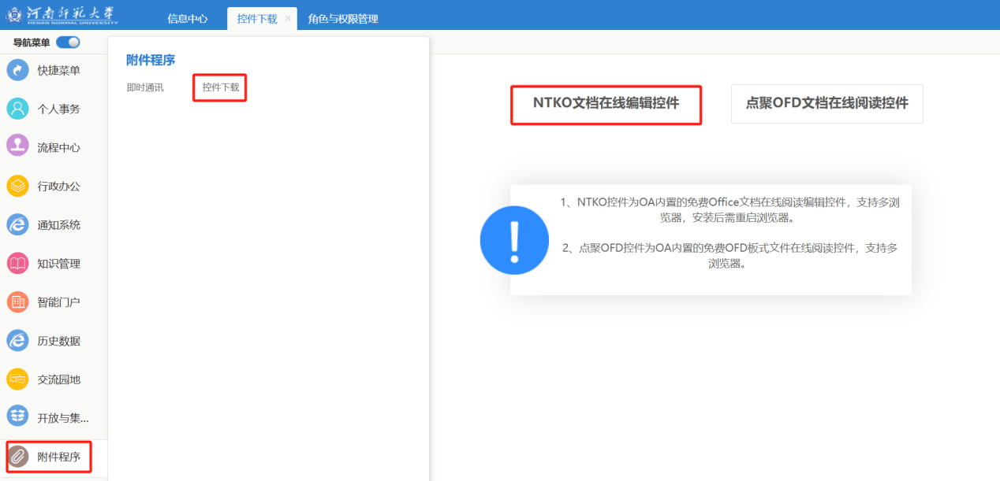 河南师范大学
HENAN NORMAL UNIVERSITY
信息中心
控件下载 ×
角色与权限管理
导航菜单
快捷菜单
个人事务
流程中心
行政办公
通知系统
知识管理
智能门户
历史数据
交流园地
开放与集...
附件程序
附件程序
即时通讯
控件下载
NTKO文档在线编辑控件
点聚OFD文档在线阅读控件
1、NTKO控件为OA内置的免费Office文档在线阅读编辑控件，支持多浏
览器，安装后需重启浏览器。
2、点聚OFD控件为OA内置的免费OFD板式文件在线阅读控件，支持多
浏览器。